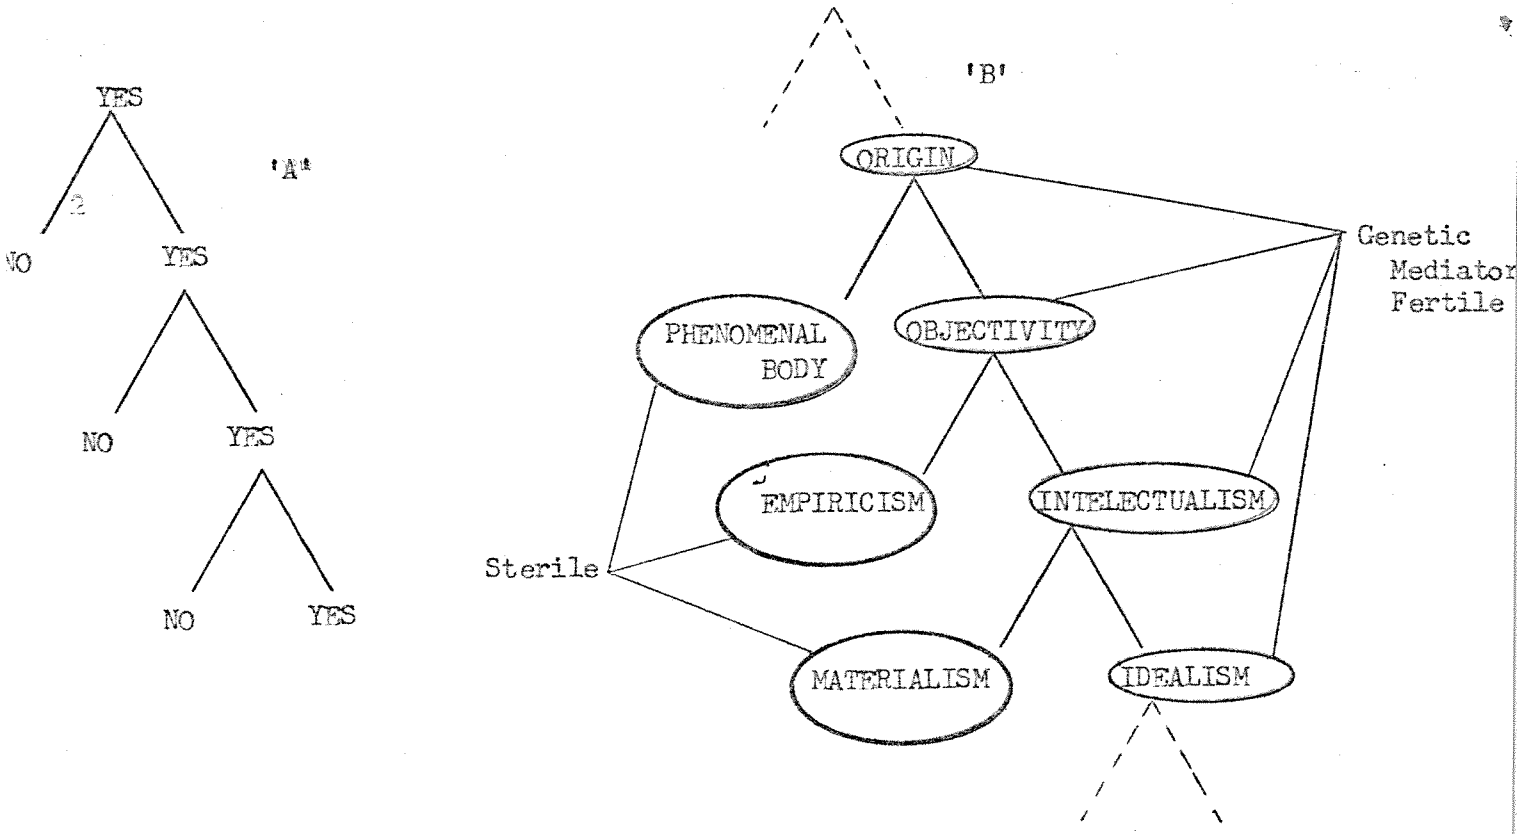 YES
'A'
2
NO
YES
NO
YES
NO
YES
'B'
ORIGIN
Genetic
Mediator
Fertile
PHENOMENAL
BODY
OBJECTIVITY
EMPIRICISM
INTELECTUALISM
Sterile
MATERIALISM
IDEALISM